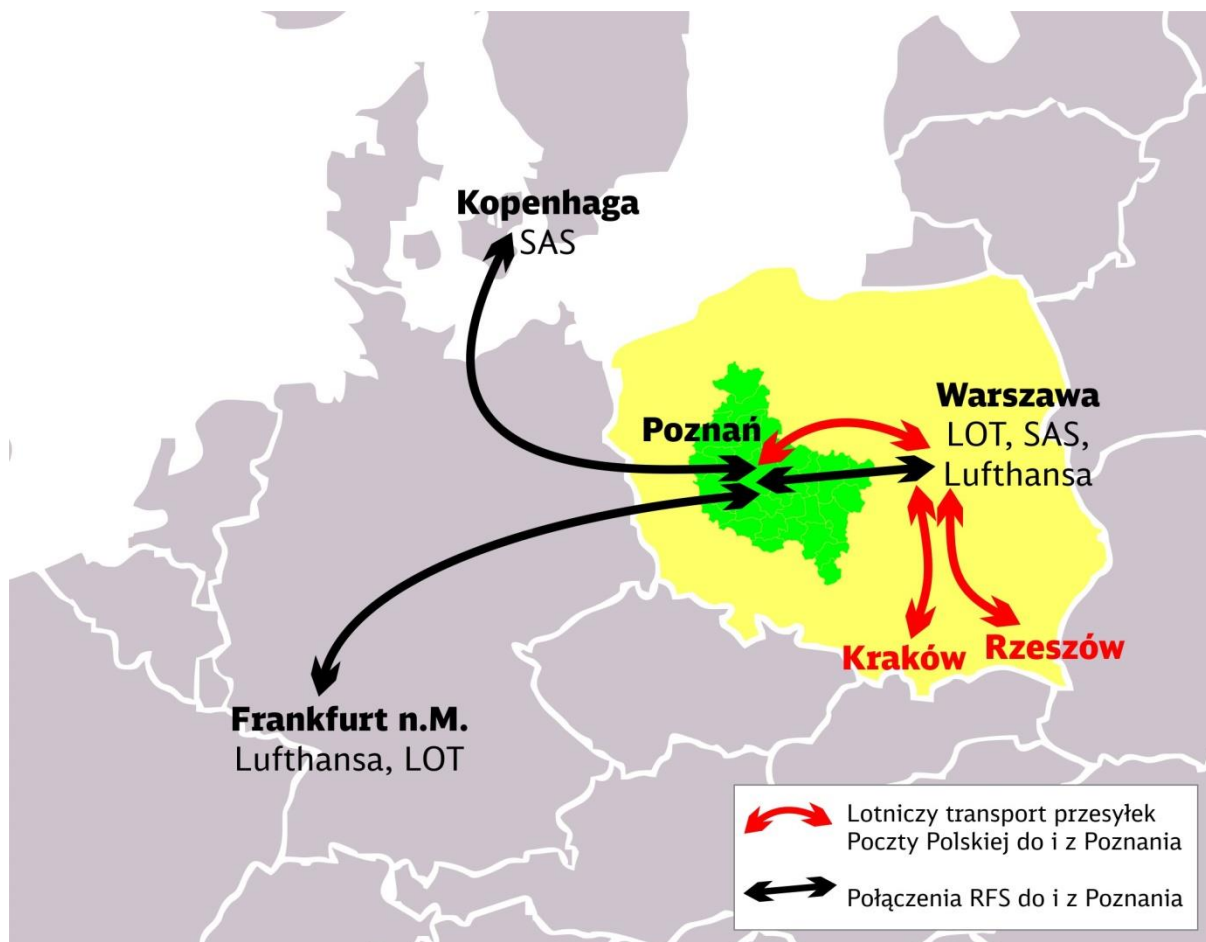 Kopenhaga
SAS
Poznań
Warszawa
LOT, SAS,
Lufthansa
Kraków
Rzeszów
Frankfurt n.M.
Lufthansa, LOT
Lotniczy transport przesyłek
Poczty Polskiej do i z Poznania
Połączenia RFS do i z Poznania